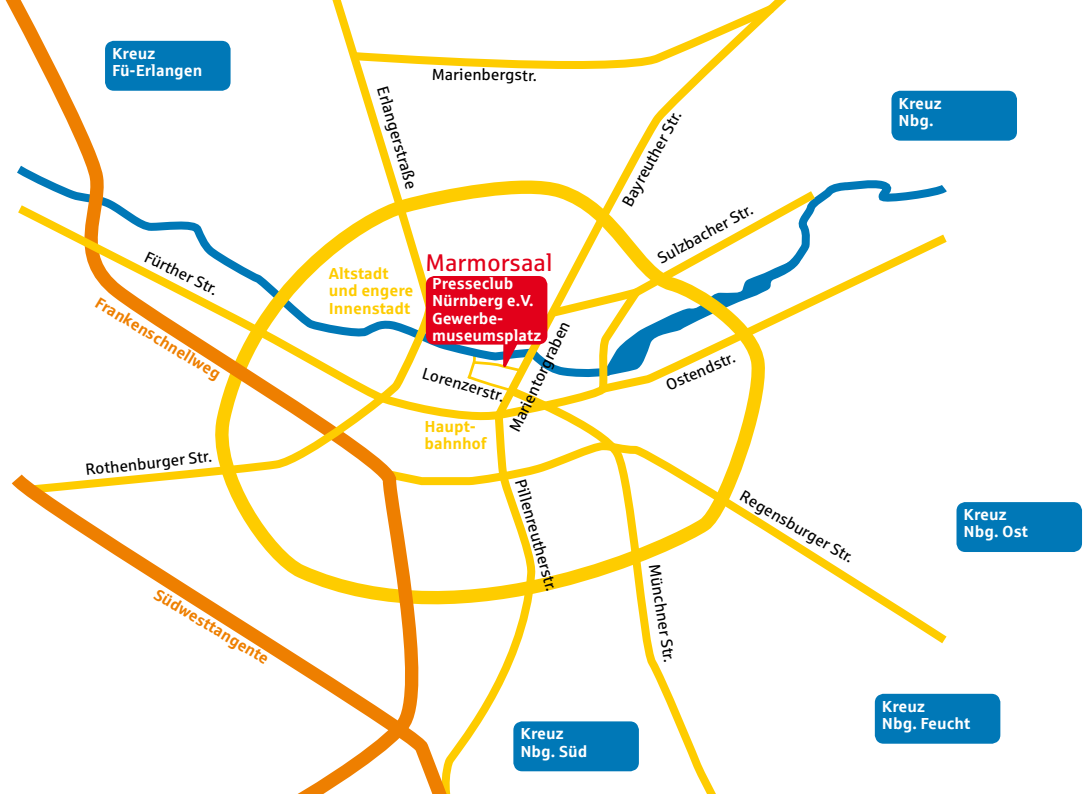 Kreuz
Fü-Erlangen
Marienbergstr.
Kreuz
Nbg.
Erlangerstraße
Bayreuther Str.
Sulzbacher Str.
Fürther Str.
Altstadt
und engere
Innenstadt
Marmorsaal
Presseclub
Nürnberg e.V.
Gewerbe-
museumsplatz
Frankenschnellweg
Marientorgraben
Lorenzerstr.
Ostendstr.
Haupt-
bahnhof
Rothenburger Str.
Pillenreutherstr.
Regensburger Str.
Kreuz
Nbg. Ost
Münchner Str.
Südwesttangente
Kreuz
Nbg. Feucht
Kreuz
Nbg. Süd